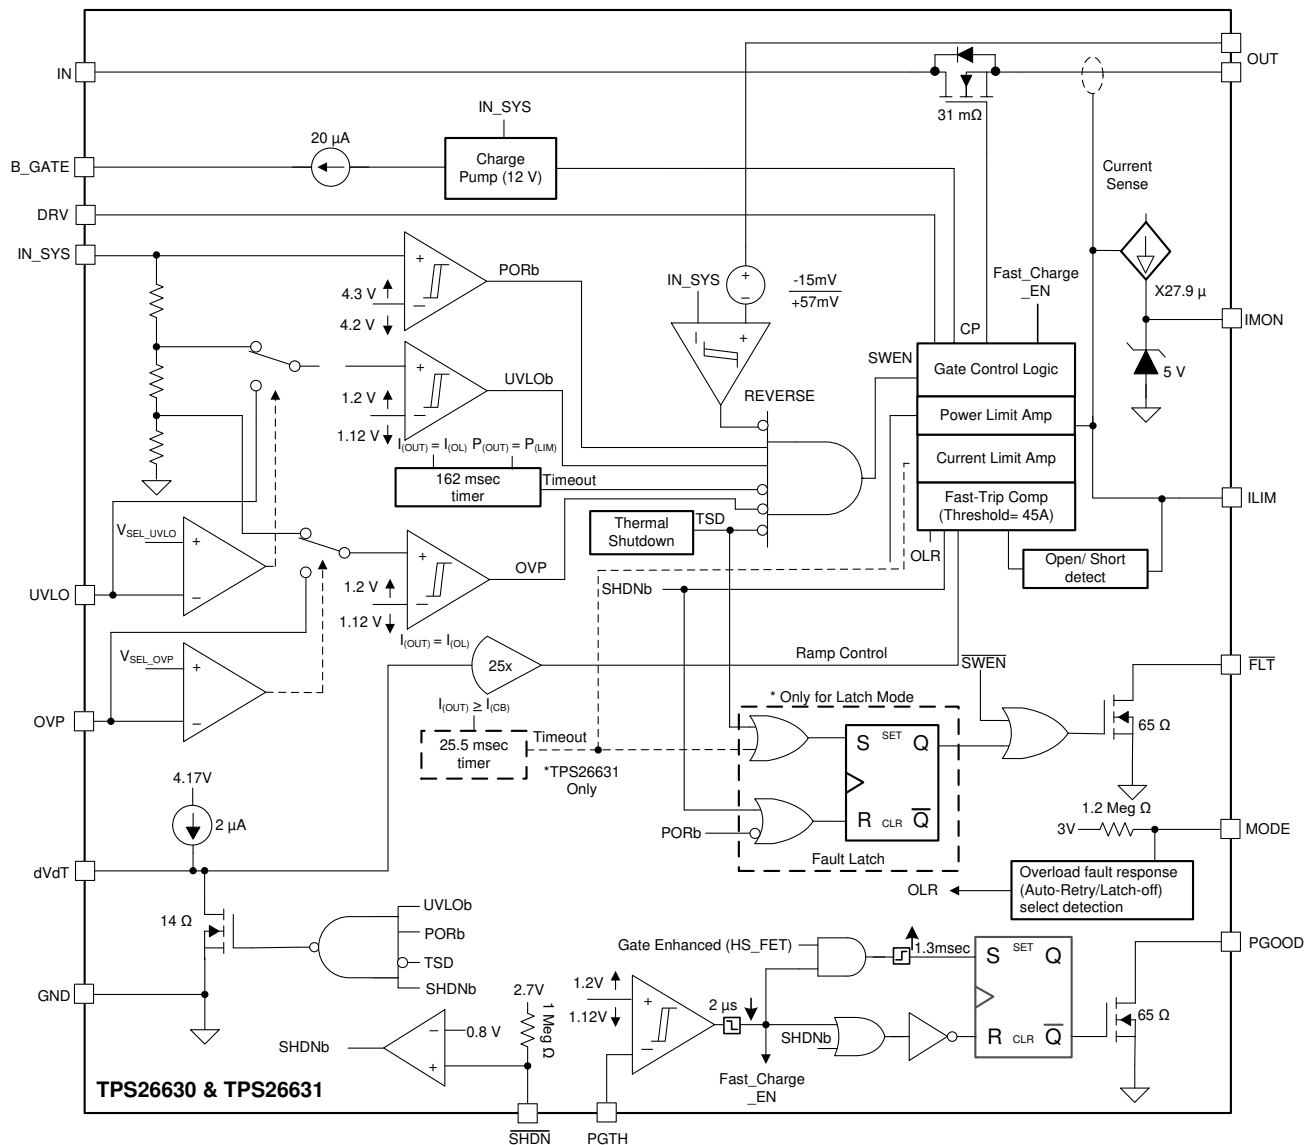 OUT
IN
31 mΩ
IN_SYS
20 µA
B_GATE
Charge
Pump (12 V)
Current
Sense
DRV
IN_SYS
PORb
4.3 V
4.2 V
IN_SYS
-15mV
+57mV
Fast_Charge
_EN
X27.9 µ
CP
IMON
SWEN
Gate Control Logic
5 V
UVLOb
1.2 V
1.12 V
REVERSE
Power Limit Amp
I(OUT) = I(OL)
P(OUT) = P(LIM)
162 msec
timer
Timeout
Current Limit Amp
Fast-Trip Comp
(Threshold= 45A)
ILIM
Thermal
Shutdown
TSD
VSEL_UVLO
OLR
Open/ Short
detect
OVP
SHDNb
UVLO
1.2 V
1.12 V
I(OUT) = I(OL)
25x
Ramp Control
SWEN
FLT
VSEL_OVP
* Only for Latch Mode
I(OUT) ≥ I(CB)
OVP
25.5 msec
timer
Timeout
*TPS26631
Only
S SET Q
R CLR Q
65 Ω
4.17V
2 µA
PORb
Fault Latch
1.2 Meg Ω
3V
MODE
dVdT
Overload fault response
(Auto-Retry/Latch-off)
select detection
OLR
14 Ω
UVLOb
PORb
TSD
SHDNb
Gate Enhanced (HS_FET)
1.3msec
S SET Q
R CLR Q
PGOOD
GND
2.7V
1 Meg Ω
1.2V
1.12V
2 µs
65 Ω
0.8 V
SHDNb
SHDNb
Fast_Charge
_EN
TPS26630 & TPS26631
SHDN
PGTH